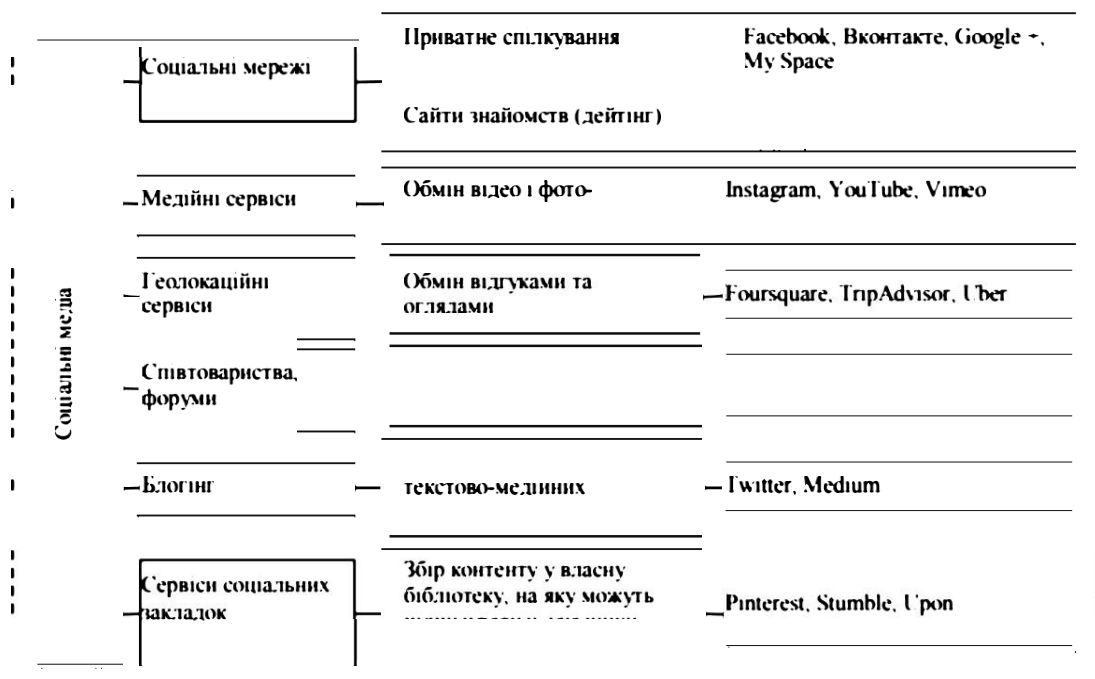 Приватне спілкування
Facebook, Вконтакте, Google +,
My Space
Соціальні мережі
Сайти знайомств (дейтінг)
Медійні сервіси
Обмін відео і фото-
Instagram, YouTube, Vimeo
Геолокаційні
сервіси
Обмін відгуками та
оглядами
Foursquare, TripAdvisor, Uber
Соціальні медіа
Співтовариства,
форуми
Блогінг
текстово-медійних
Twitter, Medium
Сервіси соціальних
закладок
Збір контенту у власну
бібліотеку, на яку можуть
Pinterest, Stumble, Upon